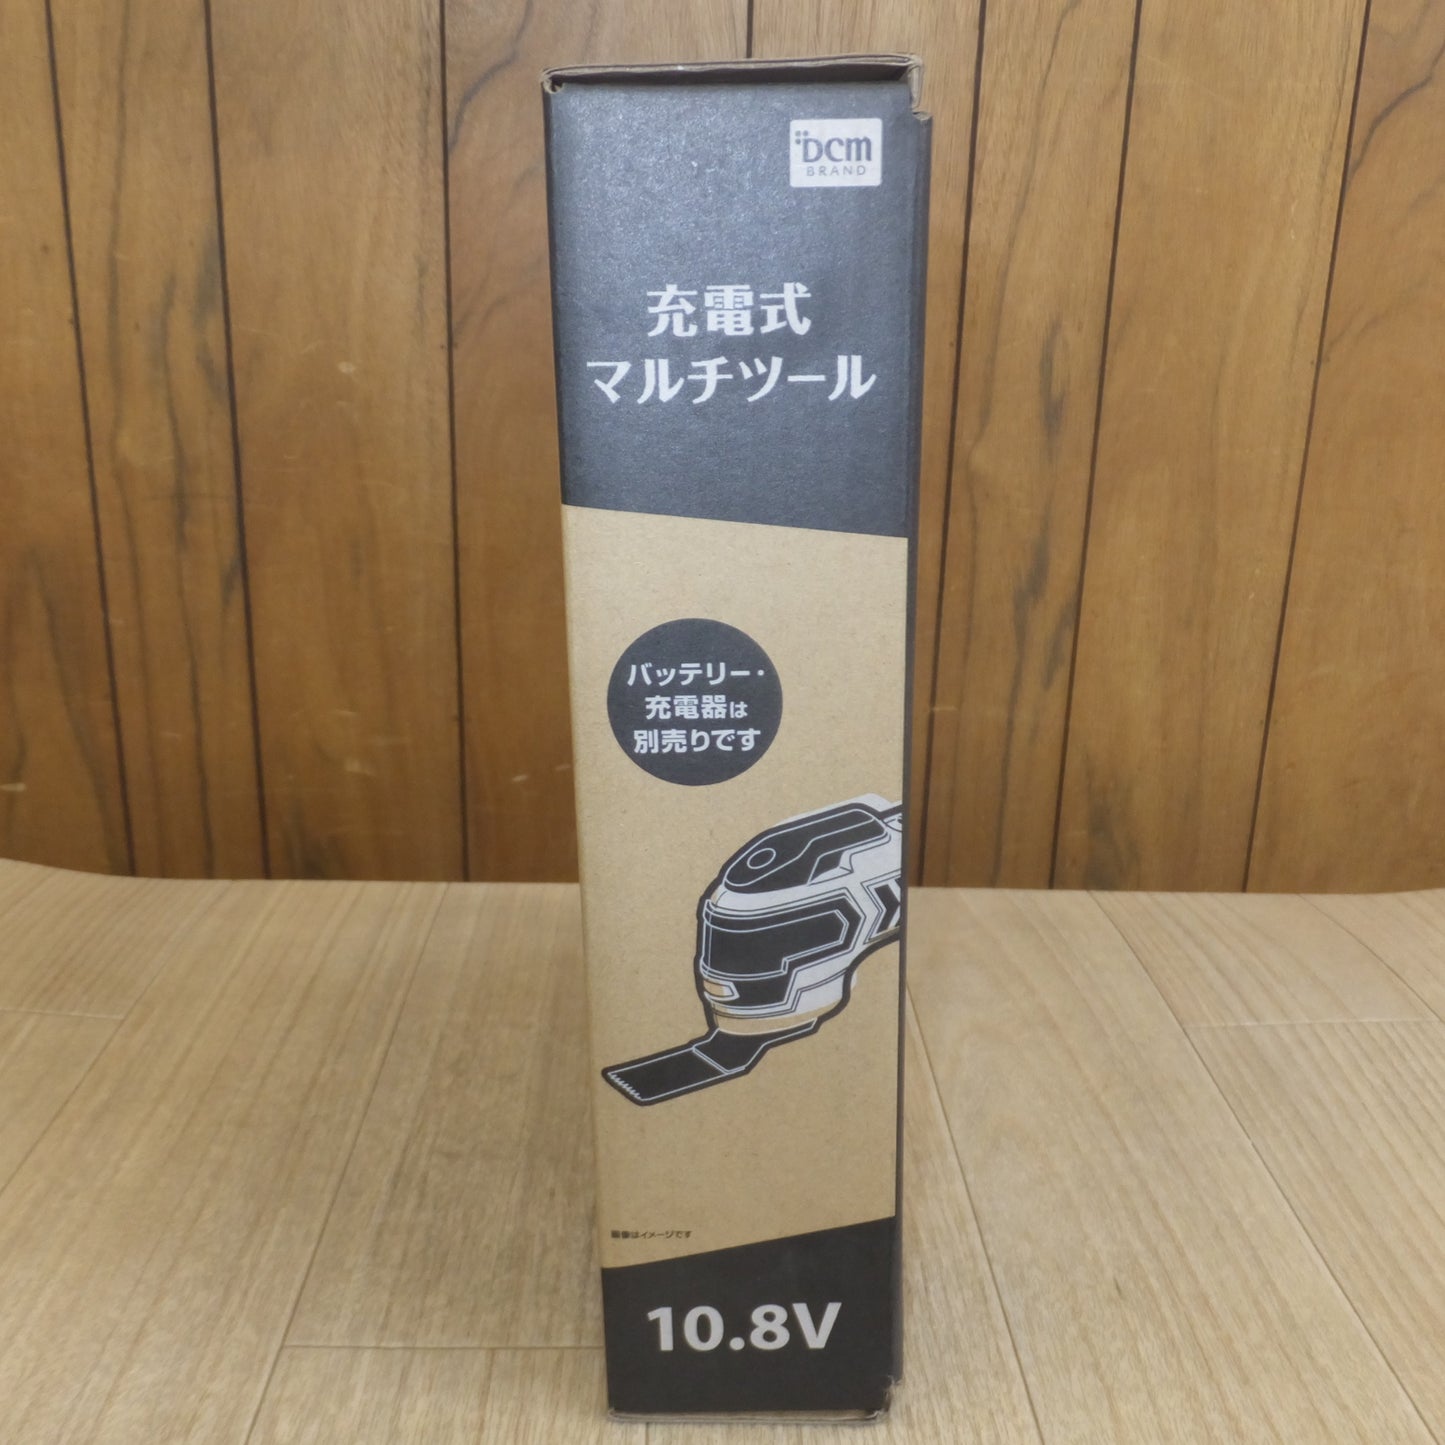 DCM
BRAND
充電式
マルチツール
バッテリー・
充電器は
別売りです
画像はイメージです
10.8V